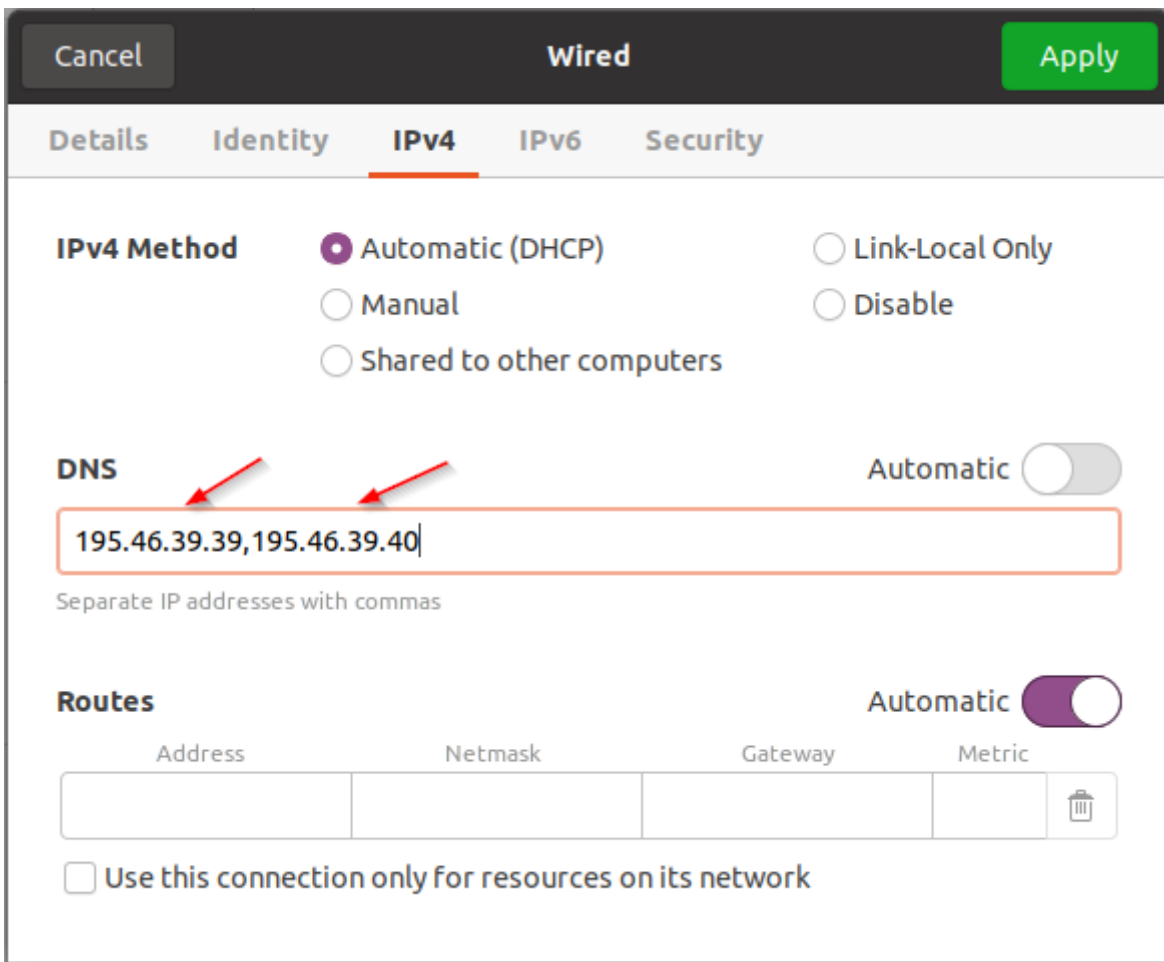 Cancel Wired Apply
Details Identity IPv4 IPv6 Security
IPv4 Method Automatic (DHCP) Link-Local Only
Manual Disable
Shared to other computers
DNS Automatic
195.46.39.39,195.46.39.40
Separate IP addresses with commas
Routes Automatic
Address Netmask Gateway Metric
Use this connection only for resources on its network